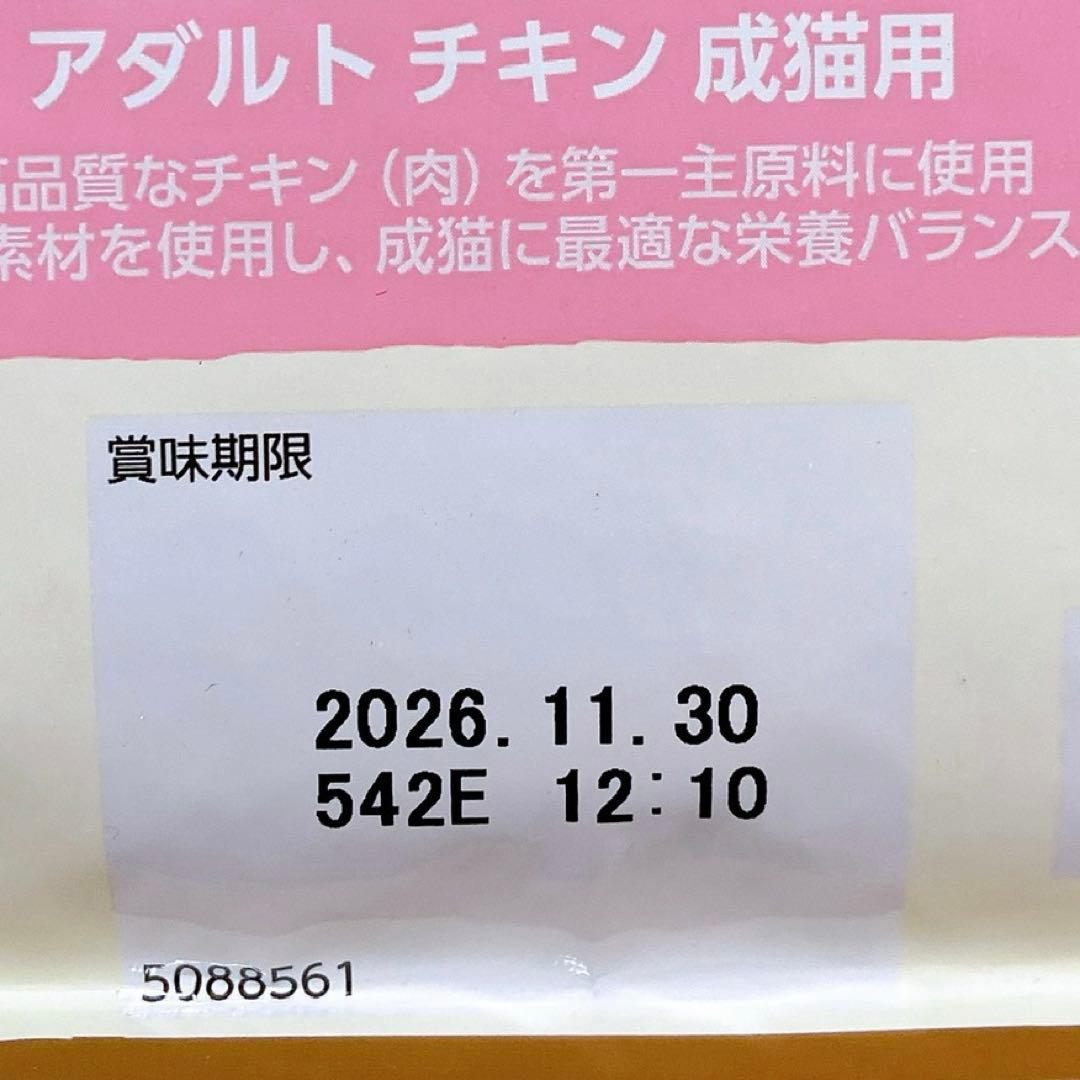 アダルト チキン 成猫用
高品質なチキン（肉）を第一主原料に使用
素材を使用し、成猫に最適な栄養バランス
賞味期限
2026.11.30
542E 12:10
5088561